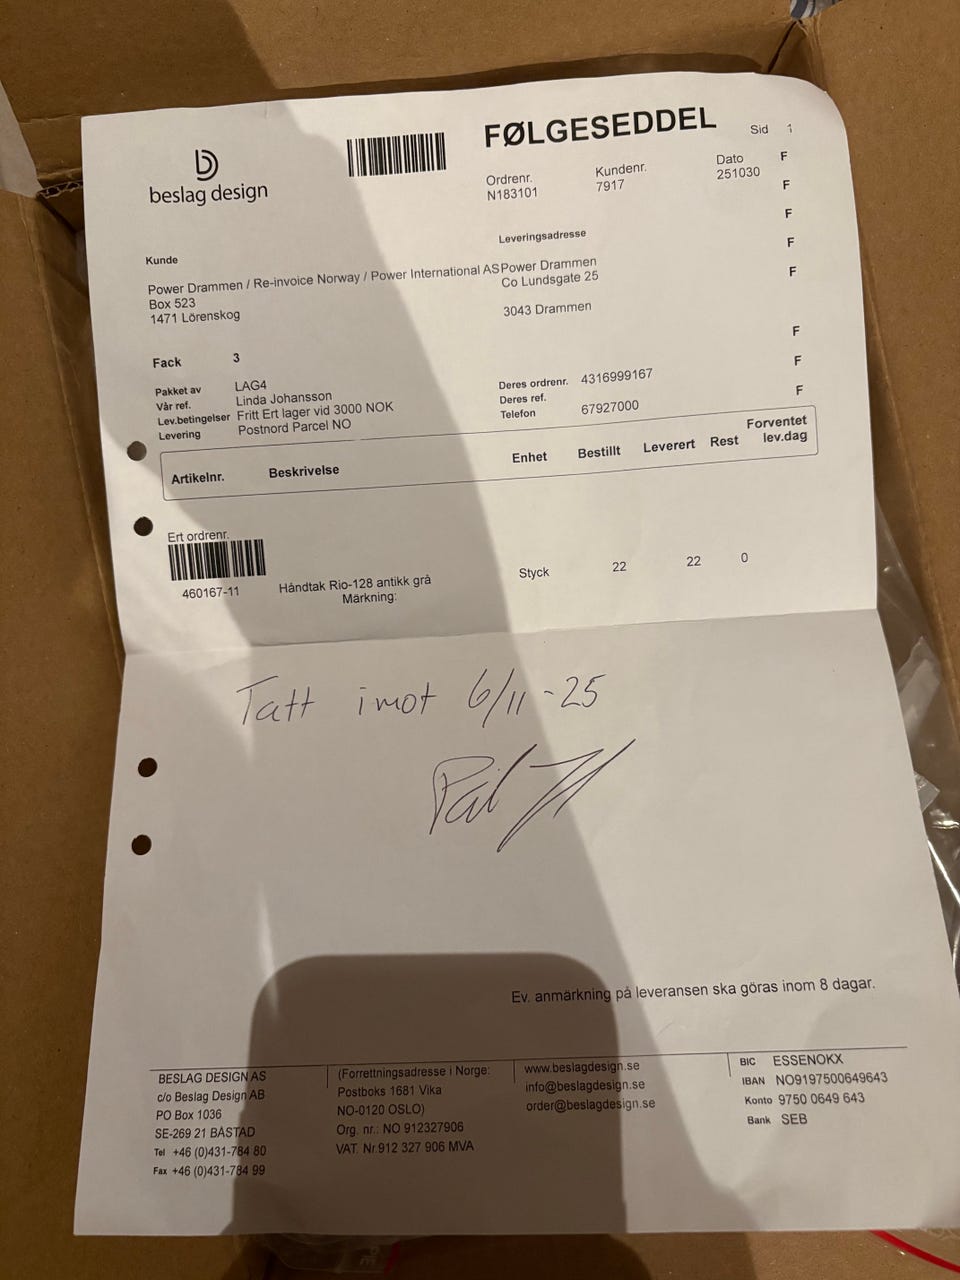 beslag design
FØLGESEDDEL
Sid 1
Ordrenr. Kundenr. Dato
N183101 7917 251030
F
F
F
F
F
F
F
F
Kunde
Power Drammen / Re-invoice Norway / Power International AS
Box 523
1471 Lörenskog
Leveringsadresse
Power Drammen
Co Lundsgate 25
3043 Drammen
Fack 3
Pakket av LAG4
Vår ref. Linda Johansson
Lev.betingelser Fritt Ert lager vid 3000 NOK
Levering Postnord Parcel NO
Deres ordrenr. 4316999167
Deres ref.
Telefon 67927000
Artikelnr. Beskrivelse Enhet Bestillt Leverert Rest Forventet
lev.dag
Ert ordrenr.
460167-11 Håndtak Rio-128 antikk grå Styck 22 22 0
Märkning:
Tatt imot 6/11-25
Pål
Ev. anmärkning på leveransen ska göras inom 8 dagar.
BESLAG DESIGN AS
c/o Beslag Design AB
PO Box 1036
SE-269 21 BÅSTAD
Tel +46 (0)431-784 80
Fax +46 (0)431-784 99
(Forrettningsadresse i Norge:
Postboks 1681 Vika
NO-0120 OSLO)
Org. nr.: NO 912327906
VAT. Nr.912 327 906 MVA
www.beslagdesign.se
info@beslagdesign.se
order@beslagdesign.se
BIC ESSENOKX
IBAN NO9197500649643
Konto 9750 0649 643
Bank SEB